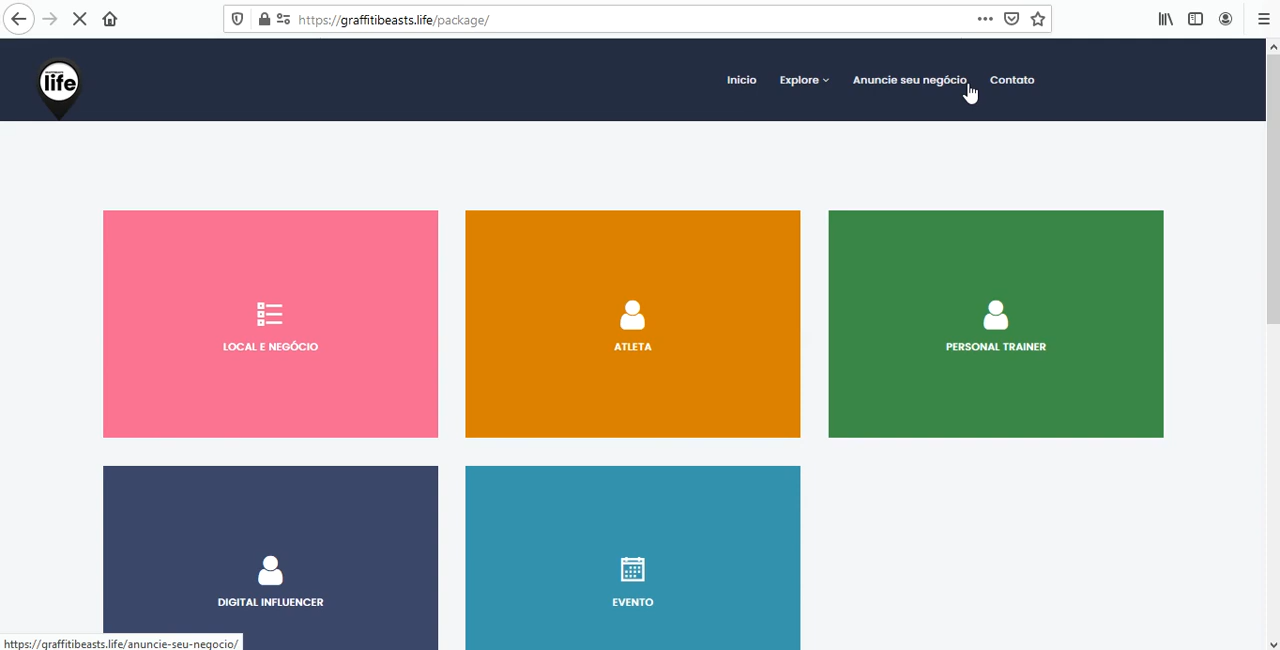 https://graffitibeasts.life/package/
life
Inicio
Explore
Anuncie seu negócio
Contato
LOCAL E NEGÓCIO
ATLETA
PERSONAL TRAINER
DIGITAL INFLUENCER
EVENTO
https://graffitibeasts.life/anuncie-seu-negocio/